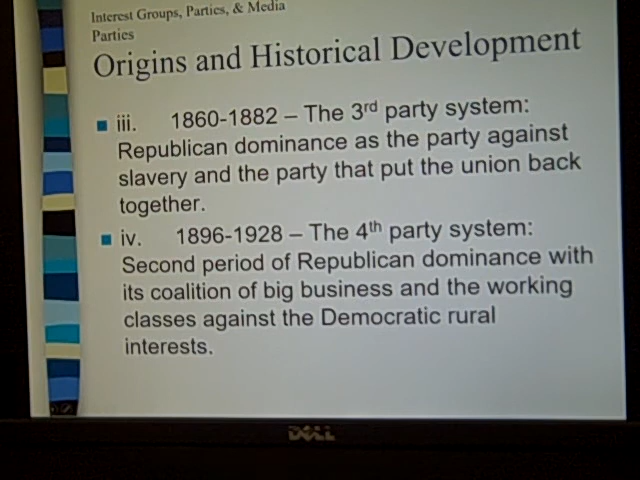 Interest Groups, Parties, & Media
Parties
Origins and Historical Development
iii. 1860-1882 – The 3rd party system:
Republican dominance as the party against
slavery and the party that put the union back
together.
iv. 1896-1928 – The 4th party system:
Second period of Republican dominance with
its coalition of big business and the working
classes against the Democratic rural
interests.
DELL